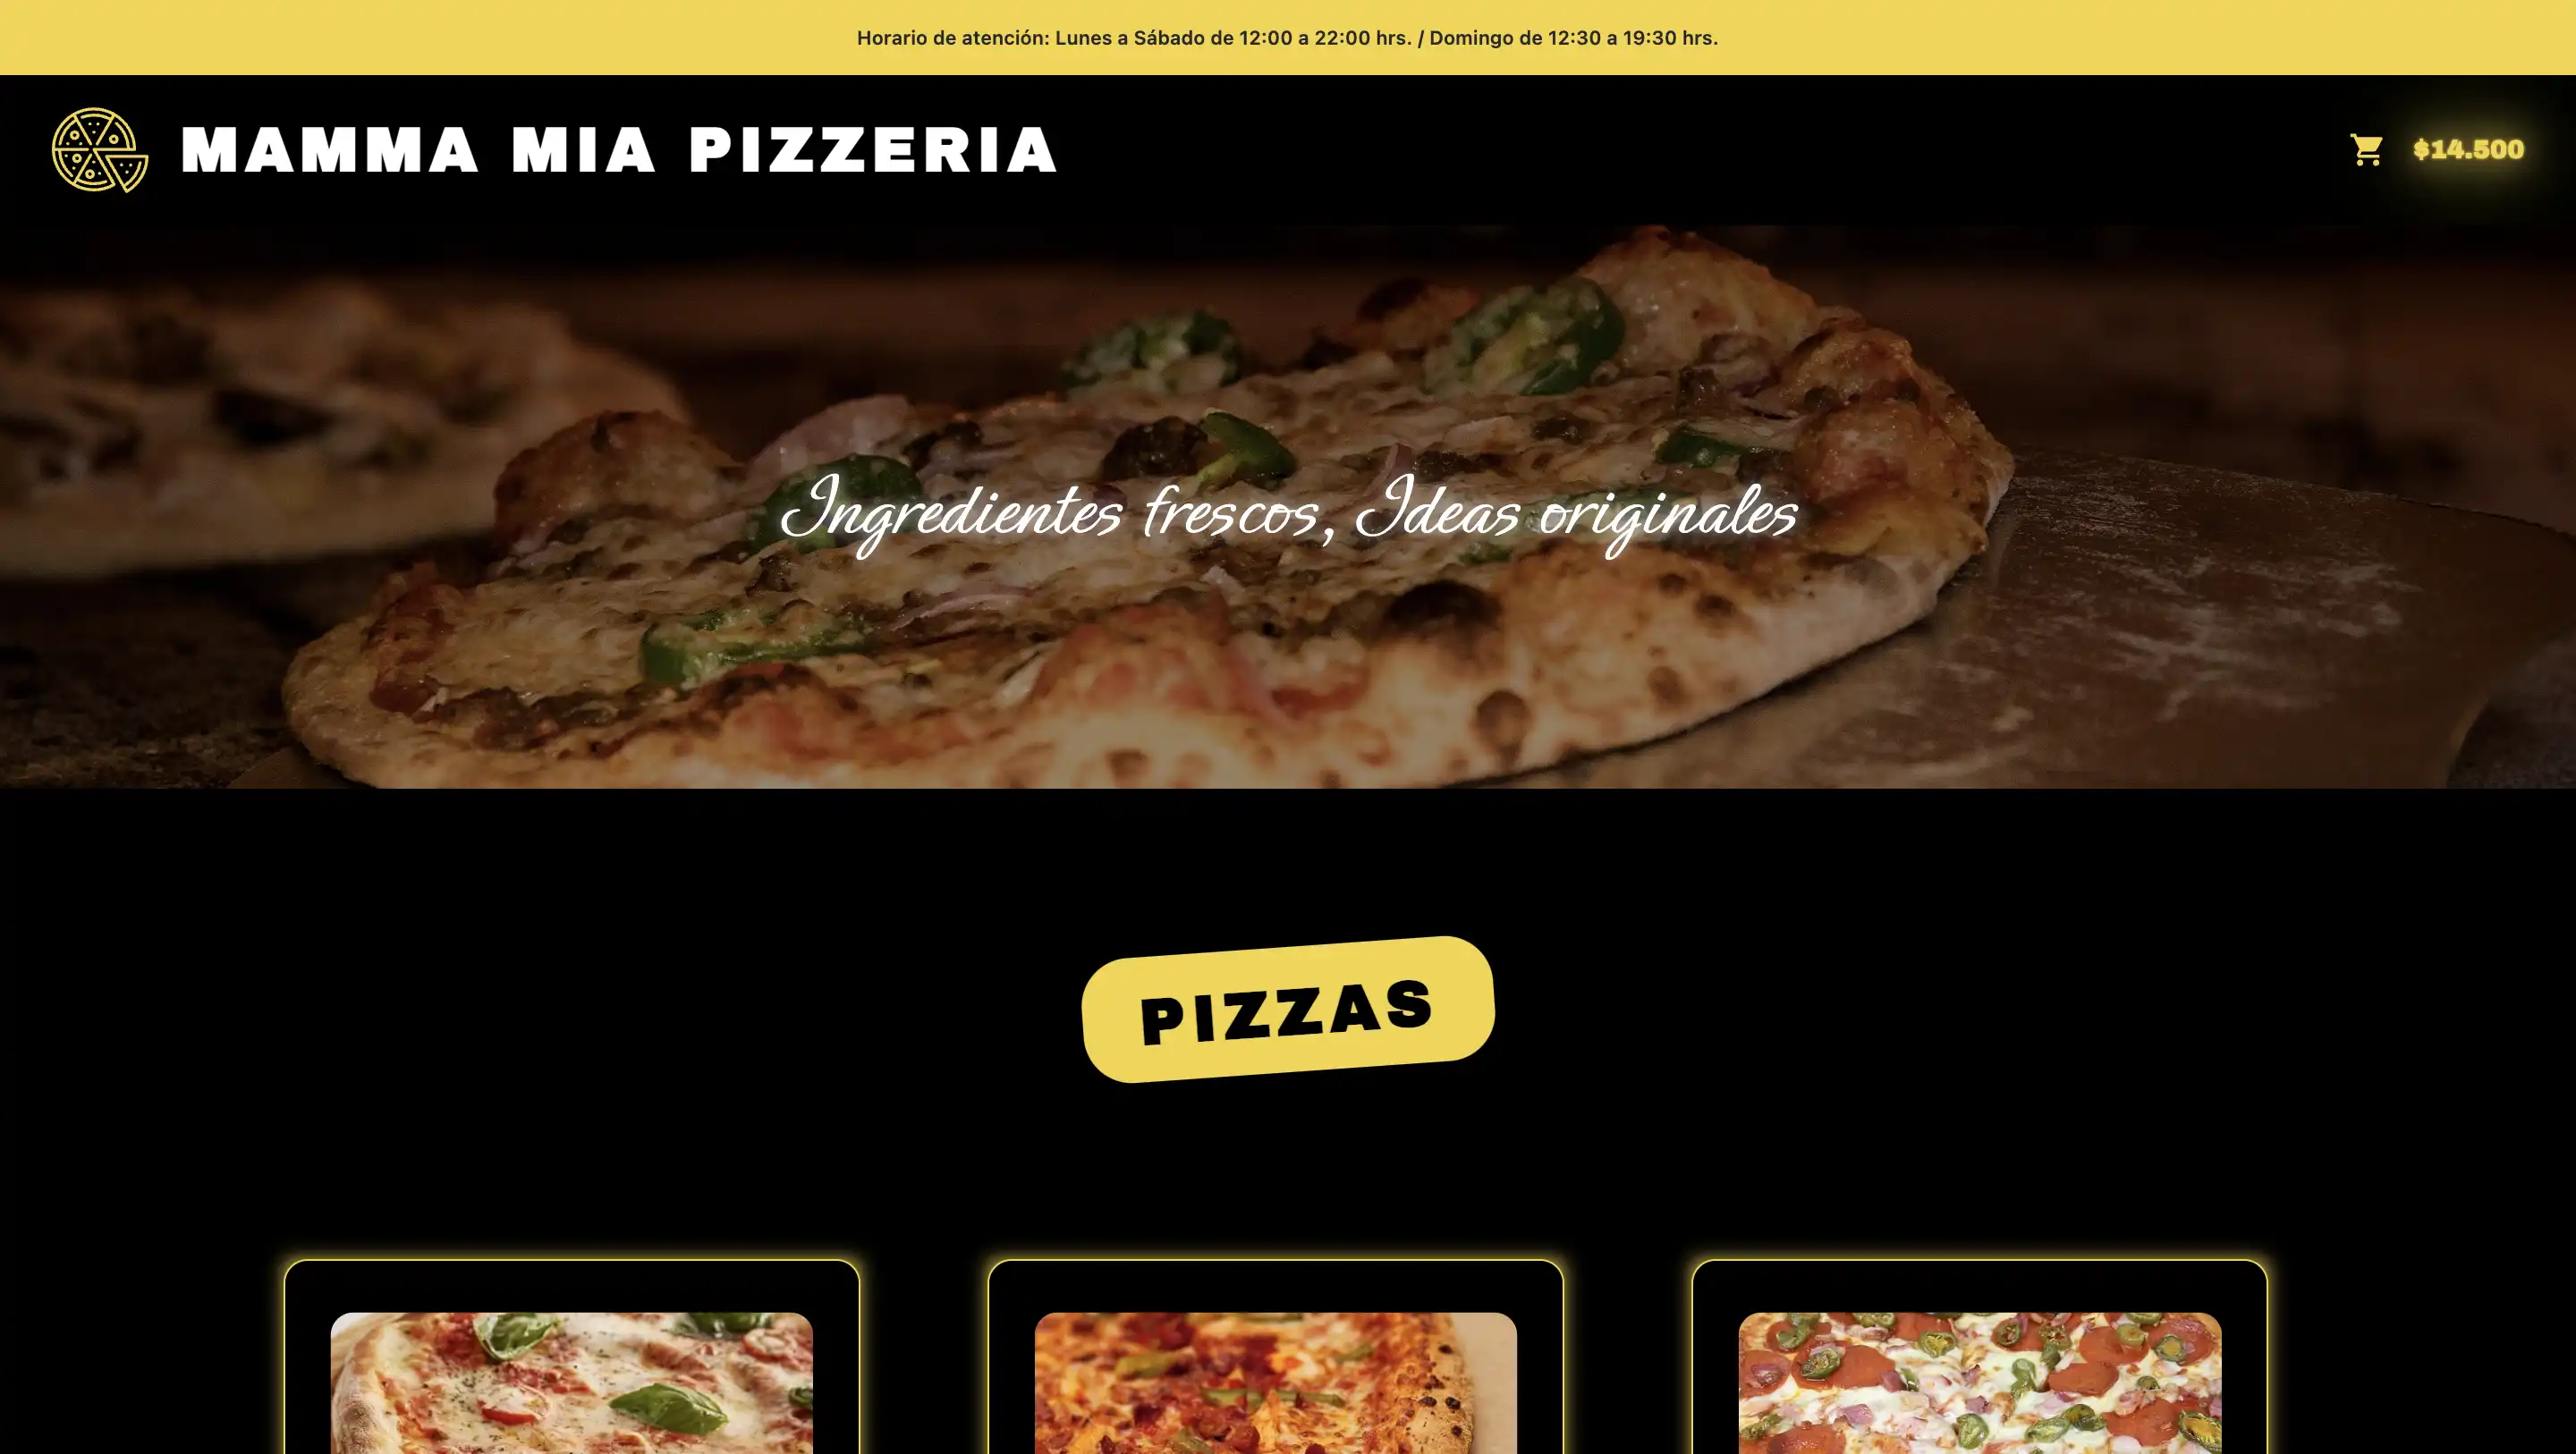 Horario de atención: Lunes a Sábado de 12:00 a 22:00 hrs. / Domingo de 12:30 a 19:30 hrs.
MAMMA MIA PIZZERIA
$14.500
Ingredientes frescos, Ideas originales
PIZZAS